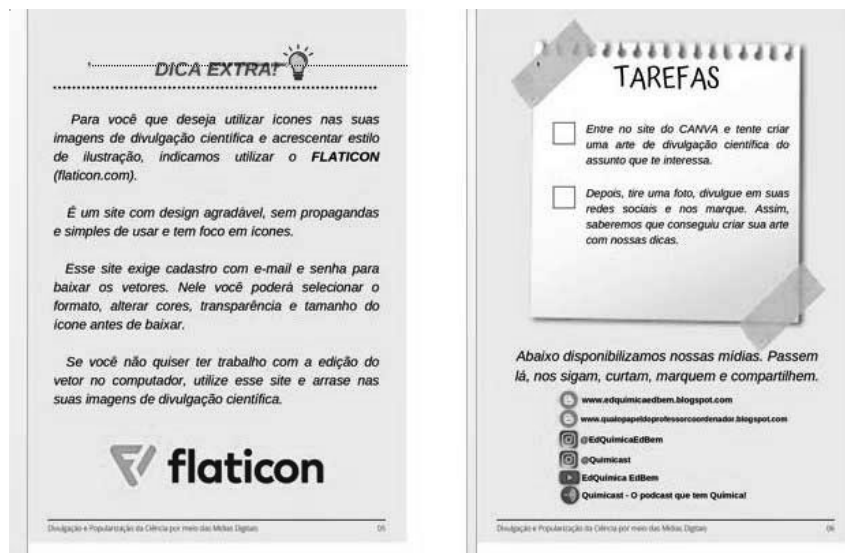 DICA EXTRA!
Para você que deseja utilizar ícones nas suas
imagens de divulgação científica e acrescentar estilo
de ilustração, indicamos utilizar o FLATICON
(flaticon.com).
É um site com design agradável, sem propagandas
e simples de usar e tem foco em ícones.
Esse site exige cadastro com e-mail e senha para
baixar os vetores. Nele você poderá selecionar o
formato, alterar cores, transparência e tamanho do
ícone antes de baixar.
Se você não quiser ter trabalho com a edição do
vetor no computador, utilize esse site e arrase nas
suas imagens de divulgação científica.
flaticon
Divulgação e Popularização da Ciência por meio das Mídias Digitais 05
TAREFAS
Entre no site do CANVA e tente criar
uma arte de divulgação científica do
assunto que te interessa.
Depois, tire uma foto, divulgue em suas
redes sociais e nos marque. Assim,
saberemos que conseguiu criar sua arte
com nossas dicas.
Abaixo disponibilizamos nossas mídias. Passem
lá, nos sigam, curtam, marquem e compartilhem.
www.edquimicaedbem.blogspot.com
www.qualopapeldoprofessorcoordenador.blogspot.com
@EdQuimicaEdBem
@Quimicast
EdQuímica EdBem
Quimicast - O podcast que tem Química!
Divulgação e Popularização da Ciência por meio das Mídias Digitais 06